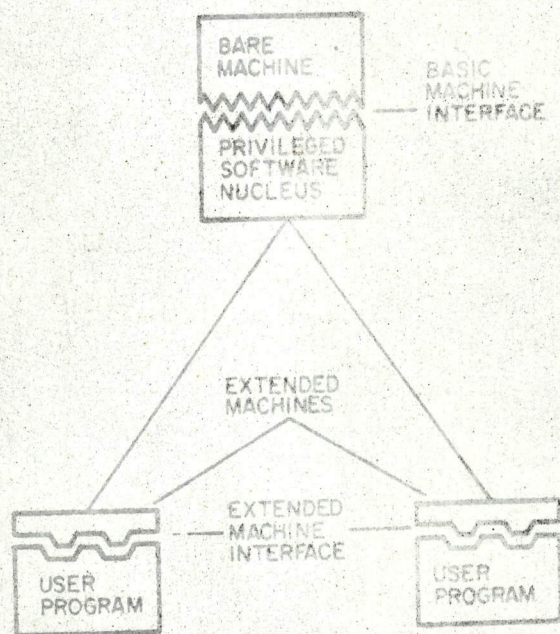 BARE
MACHINE
BASIC
MACHINE
INTERFACE
PRIVILEGED
SOFTWARE
NUCLEUS
EXTENDED
MACHINES
EXTENDED
MACHINE
INTERFACE
USER
PROGRAM
USER
PROGRAM